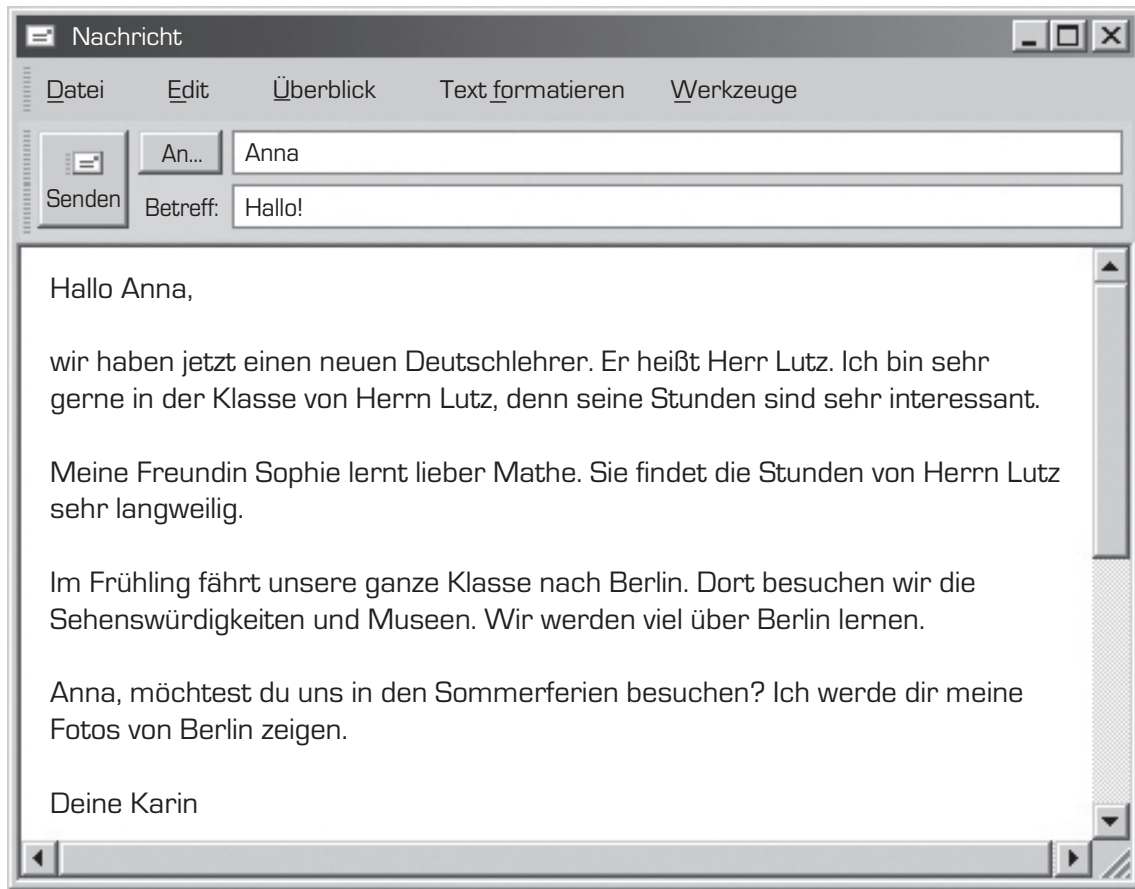 Nachricht
Datei Edit Überblick Text formatieren Werkzeuge
An... Anna
Senden
Betreff: Hallo!
Hallo Anna,
wir haben jetzt einen neuen Deutschlehrer. Er heißt Herr Lutz. Ich bin sehr
gerne in der Klasse von Herrn Lutz, denn seine Stunden sind sehr interessant.
Meine Freundin Sophie lernt lieber Mathe. Sie findet die Stunden von Herrn Lutz
sehr langweilig.
Im Frühling fährt unsere ganze Klasse nach Berlin. Dort besuchen wir die
Sehenswürdigkeiten und Museen. Wir werden viel über Berlin lernen.
Anna, möchtest du uns in den Sommerferien besuchen? Ich werde dir meine
Fotos von Berlin zeigen.
Deine Karin